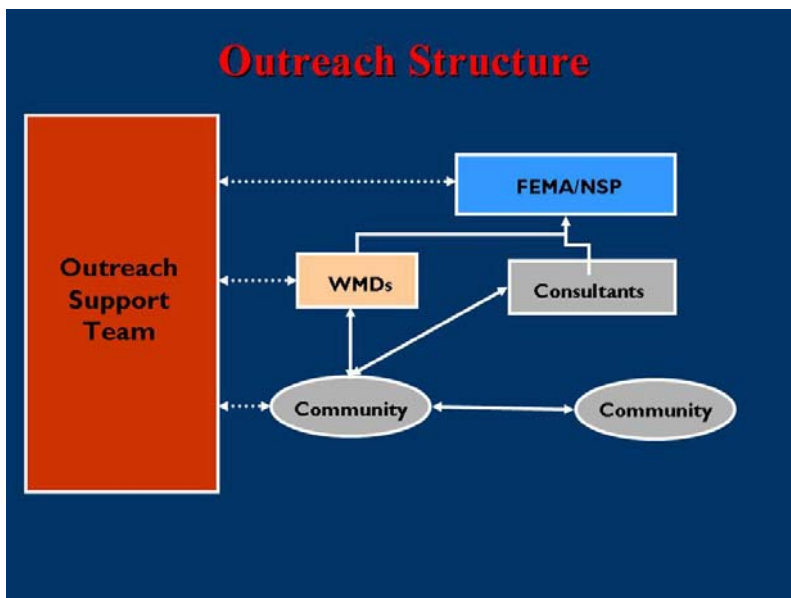 Outreach Structure
FEMA/NSP
Outreach
Support
Team
WMDs
Consultants
Community
Community